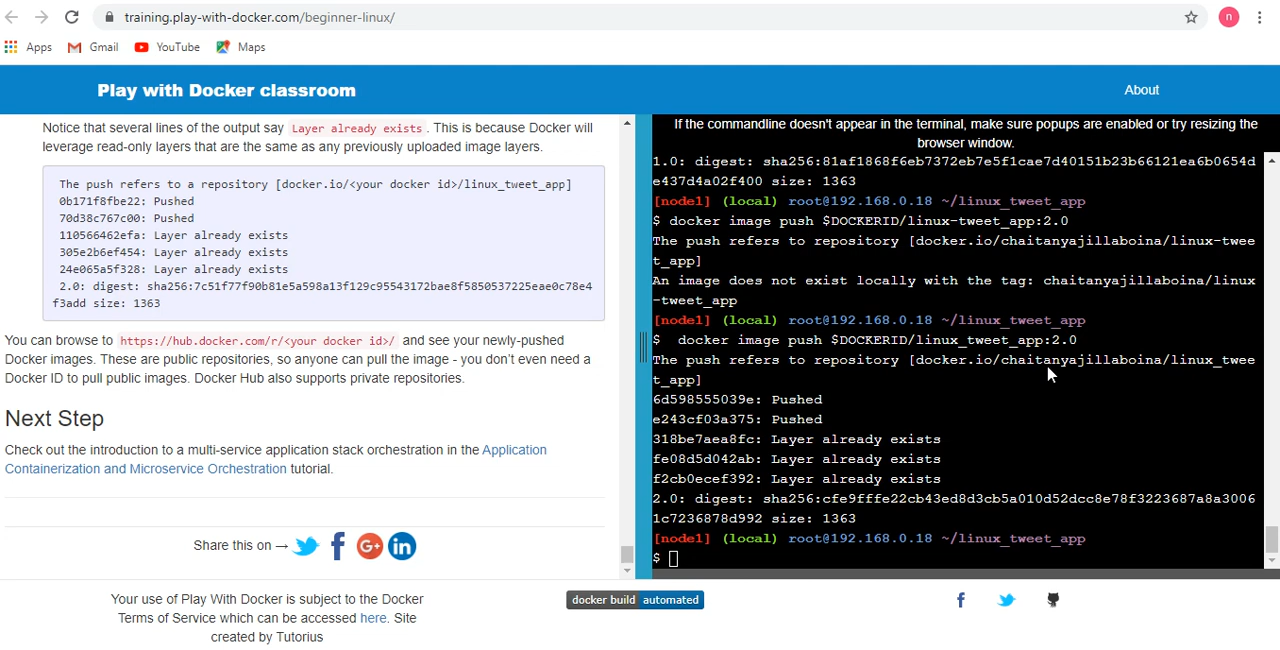 training.play-with-docker.com/beginner-linux/
n
Apps
Gmail
YouTube
Maps
Play with Docker classroom
About
Notice that several lines of the output say Layer already exists. This is because Docker will
leverage read-only layers that are the same as any previously uploaded image layers.
The push refers to a repository [docker.io/<your docker id>/linux_tweet_app]
0b171f8fbe22: Pushed
70d38c767c00: Pushed
110566462efa: Layer already exists
305e2b6ef454: Layer already exists
24e065a5f328: Layer already exists
2.0: digest: sha256:7c51f77f90b81e5a598a13f129c95543172bae8f5850537225eae0c78e4
f3add size: 1363
You can browse to https://hub.docker.com/r/<your docker id>/ and see your newly-pushed
Docker images. These are public repositories, so anyone can pull the image - you don't even need a
Docker ID to pull public images. Docker Hub also supports private repositories.
Next Step
Check out the introduction to a multi-service application stack orchestration in the Application
Containerization and Microservice Orchestration tutorial.
Share this on →
If the commandline doesn't appear in the terminal, make sure popups are enabled or try resizing the
browser window.
1.0: digest: sha256:81af1868f6eb7372eb7e5f1cae7d40151b23b66121ea6b0654d
e437d4a02f400 size: 1363
[node1] (local) root@192.168.0.18 ~/linux_tweet_app
$ docker image push $DOCKERID/linux-tweet_app:2.0
The push refers to repository [docker.io/chaitanyajillaboina/linux-twee
t_app]
An image does not exist locally with the tag: chaitanyajillaboina/linux
-tweet_app
[node1] (local) root@192.168.0.18 ~/linux_tweet_app
$  docker image push $DOCKERID/linux_tweet_app:2.0
The push refers to repository [docker.io/chaitanyajillaboina/linux_twee
t_app]
6d598555039e: Pushed
e243cf03a375: Pushed
318be7aea8fc: Layer already exists
fe08d5d042ab: Layer already exists
f2cb0ecef392: Layer already exists
2.0: digest: sha256:cfe9fffe22cb43ed8d3cb5a010d52dcc8e78f3223687a8a3006
1c7236878d992 size: 1363
[node1] (local) root@192.168.0.18 ~/linux_tweet_app
$
Your use of Play With Docker is subject to the Docker
Terms of Service which can be accessed here. Site
created by Tutorius
docker build automated